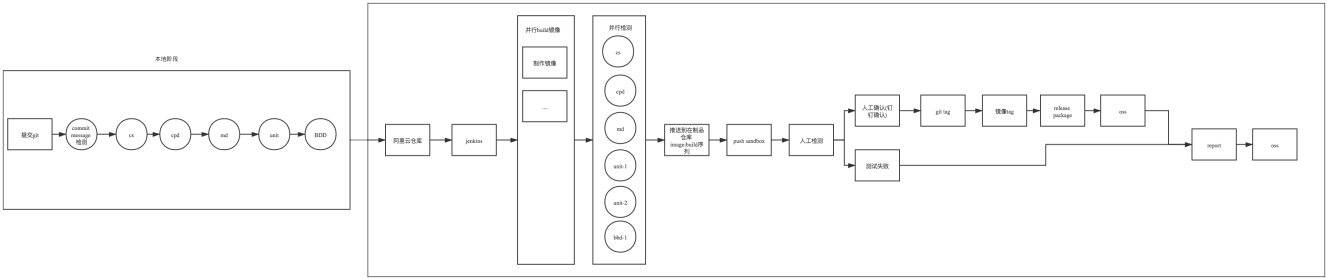 本地阶段
提交git
commit
message
检测
cs
cpd
md
unit
BDD
阿里云仓库
jenkins
并行build镜像
制作镜像
....
并行检测
cs
cpd
md
unit-1
unit-2
bbd-1
推送到在制品
仓库
image:build序
列
push sandbox
人工检测
人工确认(钉
钉确认)
git tag
镜像tag
release
package
oss
测试失败
report
oss